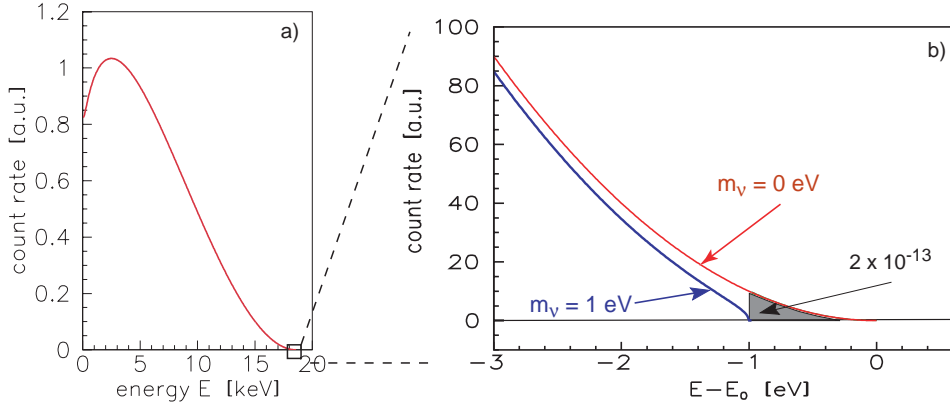 a)
1.2
1
0.8
0.6
0.4
0.2
0
0 5 10 15 20
count rate [a.u.]
energy E [keV]
b)
100
80
60
40
20
0
−3 −2 −1 0
count rate [a.u.]
E−E₀ [eV]
mν = 0 eV
2 x 10⁻¹³
mν = 1 eV